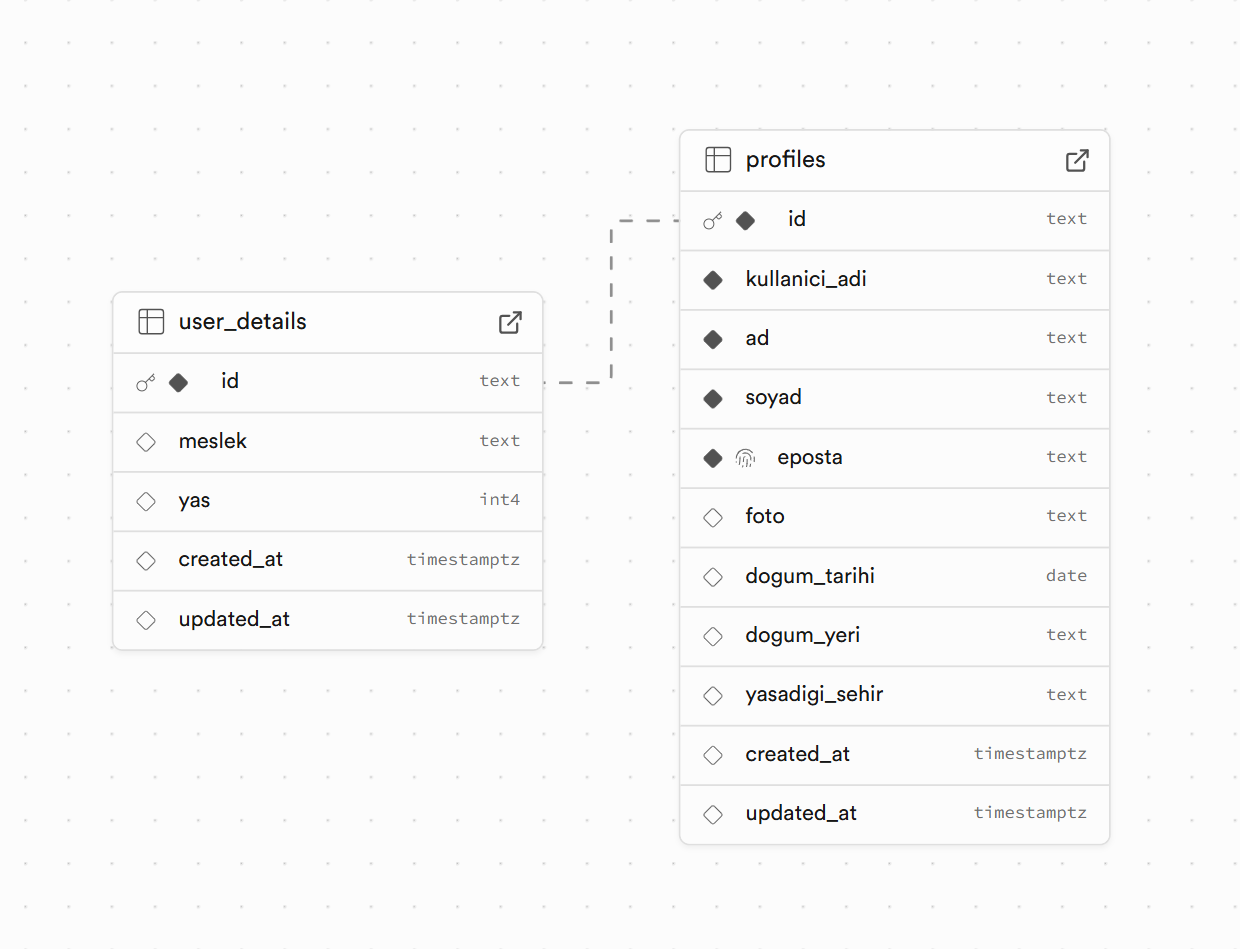 user_details
id text
meslek text
yas int4
created_at timestamptz
updated_at timestamptz
profiles
id text
kullanici_adi text
ad text
soyad text
eposta text
foto text
dogum_tarihi date
dogum_yeri text
yasadigi_sehir text
created_at timestamptz
updated_at timestamptz